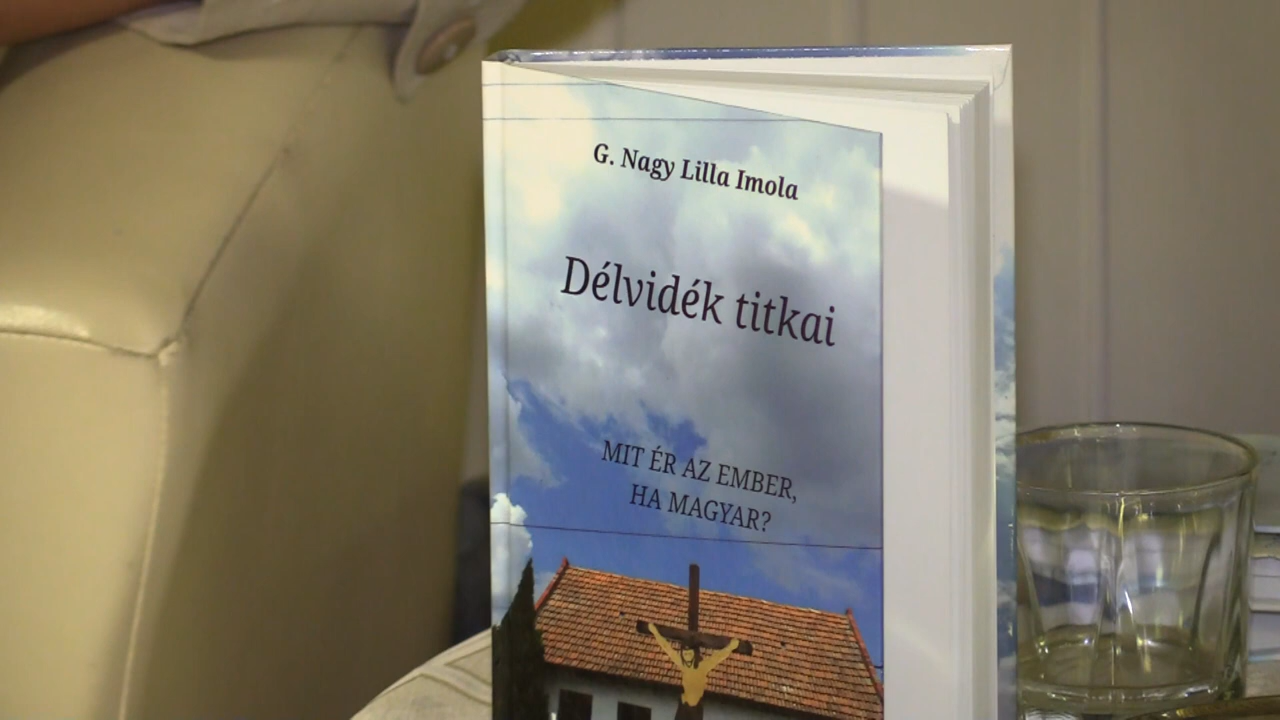 G. Nagy Lilla Imola
Délvidék titkai
MIT ÉR AZ EMBER,
HA MAGYAR?